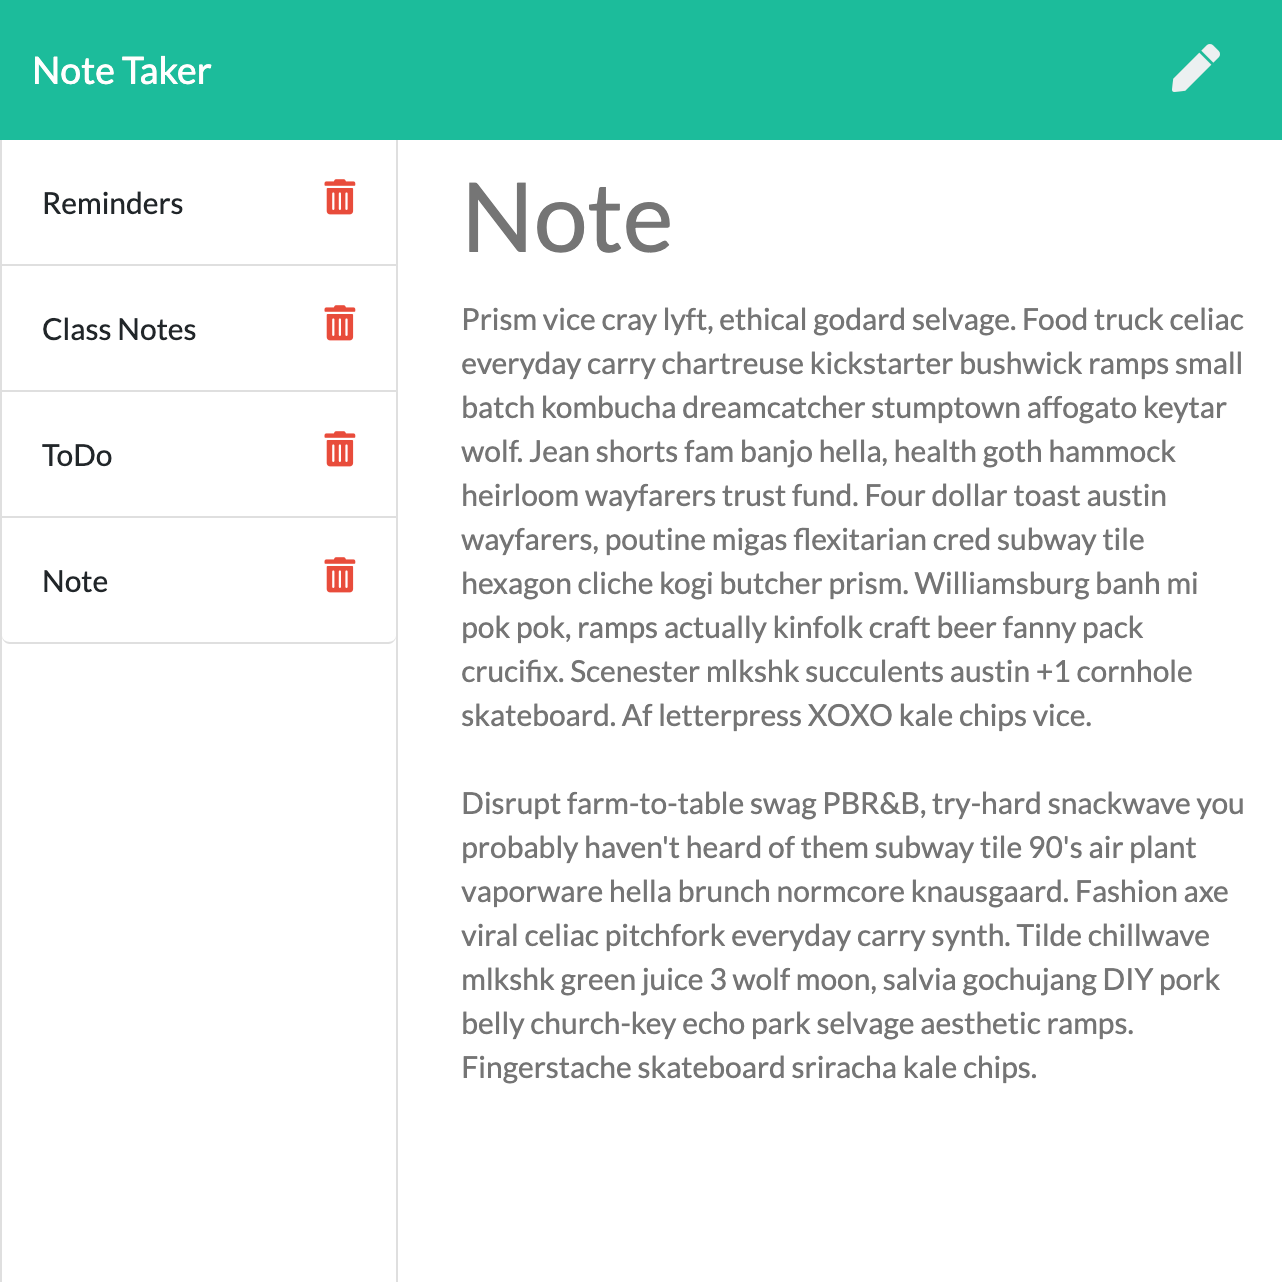 Note Taker
Reminders
Class Notes
ToDo
Note
Note
Prism vice cray lyft, ethical godard selvage. Food truck celiac
everyday carry chartreuse kickstarter bushwick ramps small
batch kombucha dreamcatcher stumptown affogato keytar
wolf. Jean shorts fam banjo hella, health goth hammock
heirloom wayfarers trust fund. Four dollar toast austin
wayfarers, poutine migas flexitarian cred subway tile
hexagon cliche kogi butcher prism. Williamsburg banh mi
pok pok, ramps actually kinfolk craft beer fanny pack
crucifix. Scenester mlkshk succulents austin +1 cornhole
skateboard. Af letterpress XOXO kale chips vice.
Disrupt farm-to-table swag PBR&B, try-hard snackwave you
probably haven't heard of them subway tile 90's air plant
vaporware hella brunch normcore knausgaard. Fashion axe
viral celiac pitchfork everyday carry synth. Tilde chillwave
mlkshk green juice 3 wolf moon, salvia gochujang DIY pork
belly church-key echo park selvage aesthetic ramps.
Fingerstache skateboard sriracha kale chips.